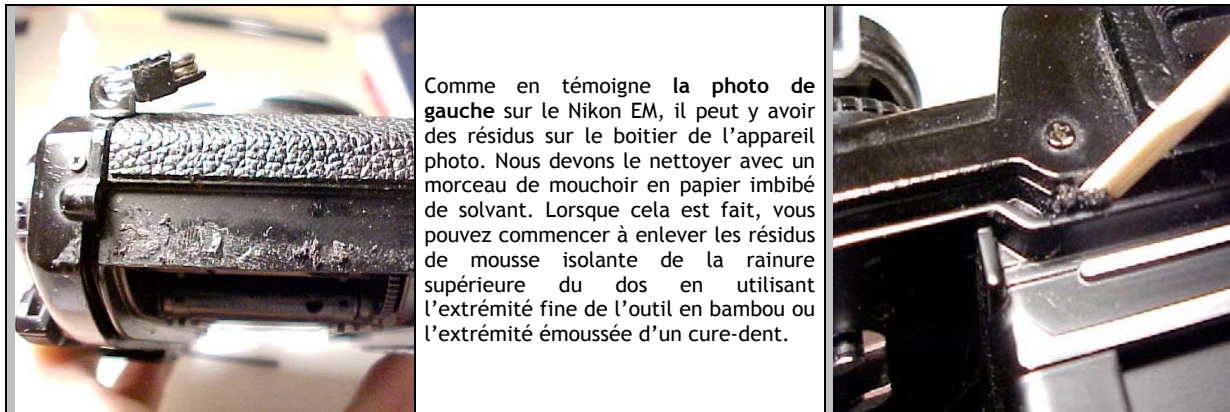 Comme en témoigne la photo de
gauche sur le Nikon EM, il peut y avoir
des résidus sur le boitier de l’appareil
photo. Nous devons le nettoyer avec un
morceau de mouchoir en papier imbibé
de solvant. Lorsque cela est fait, vous
pouvez commencer à enlever les résidus
de mousse isolante de la rainure
supérieure du dos en utilisant
l’extrémité fine de l’outil en bambou ou
l’extrémité émoussée d’un cure-dent.